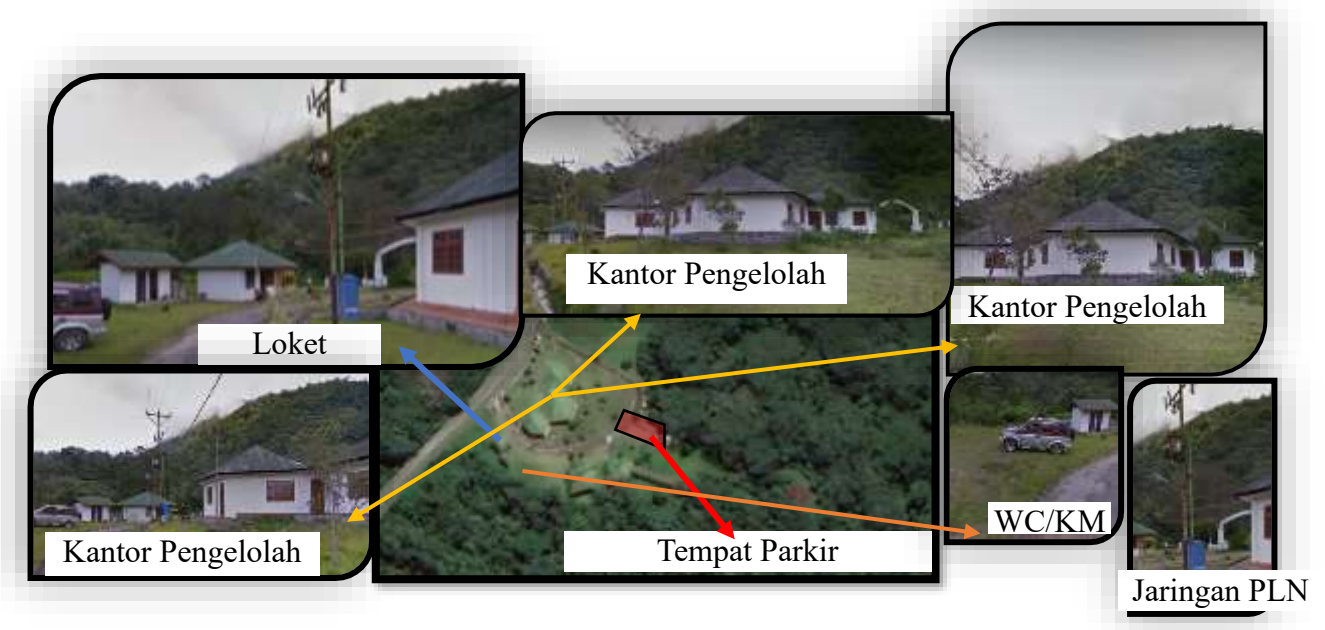 Kantor Pengelolah
Kantor Pengelolah
Loket
Kantor Pengelolah
WC/KM
Tempat Parkir
Jaringan PLN